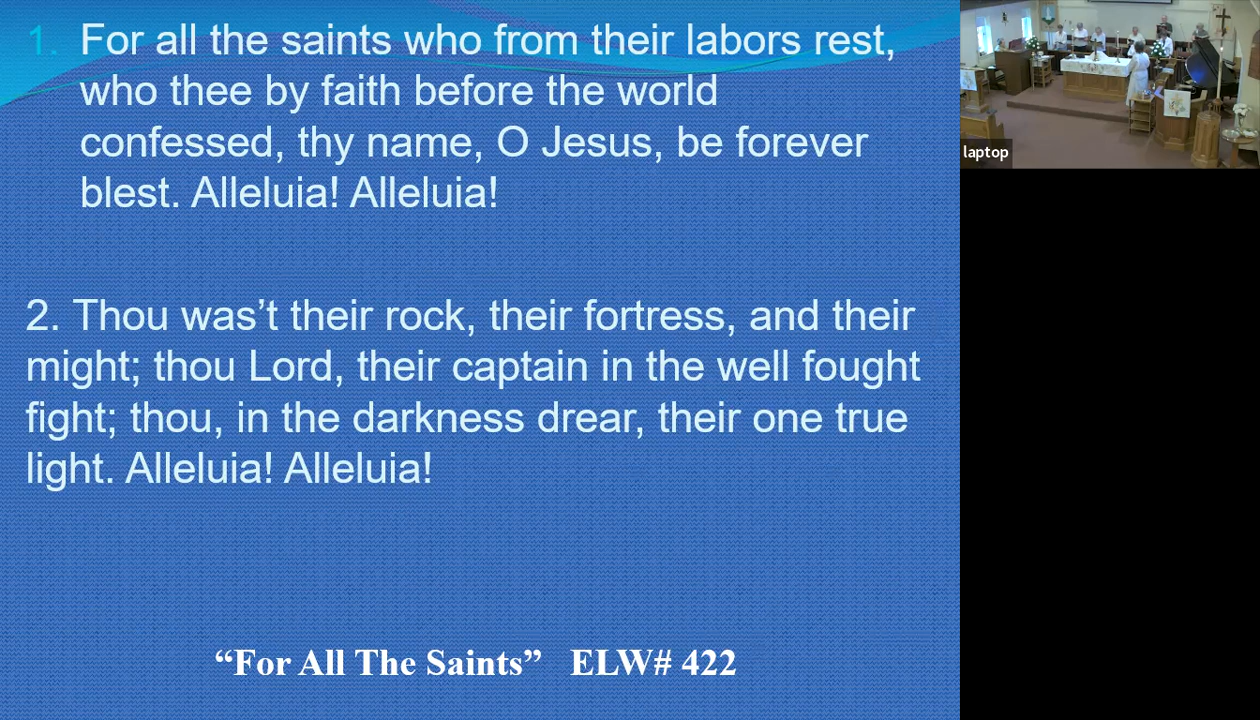 1. For all the saints who from their labors rest,
who thee by faith before the world
confessed, thy name, O Jesus, be forever
blest. Alleluia! Alleluia!
2. Thou was’t their rock, their fortress, and their
might; thou Lord, their captain in the well fought
fight; thou, in the darkness drear, their one true
light. Alleluia! Alleluia!
“For All The Saints” ELW# 422
laptop